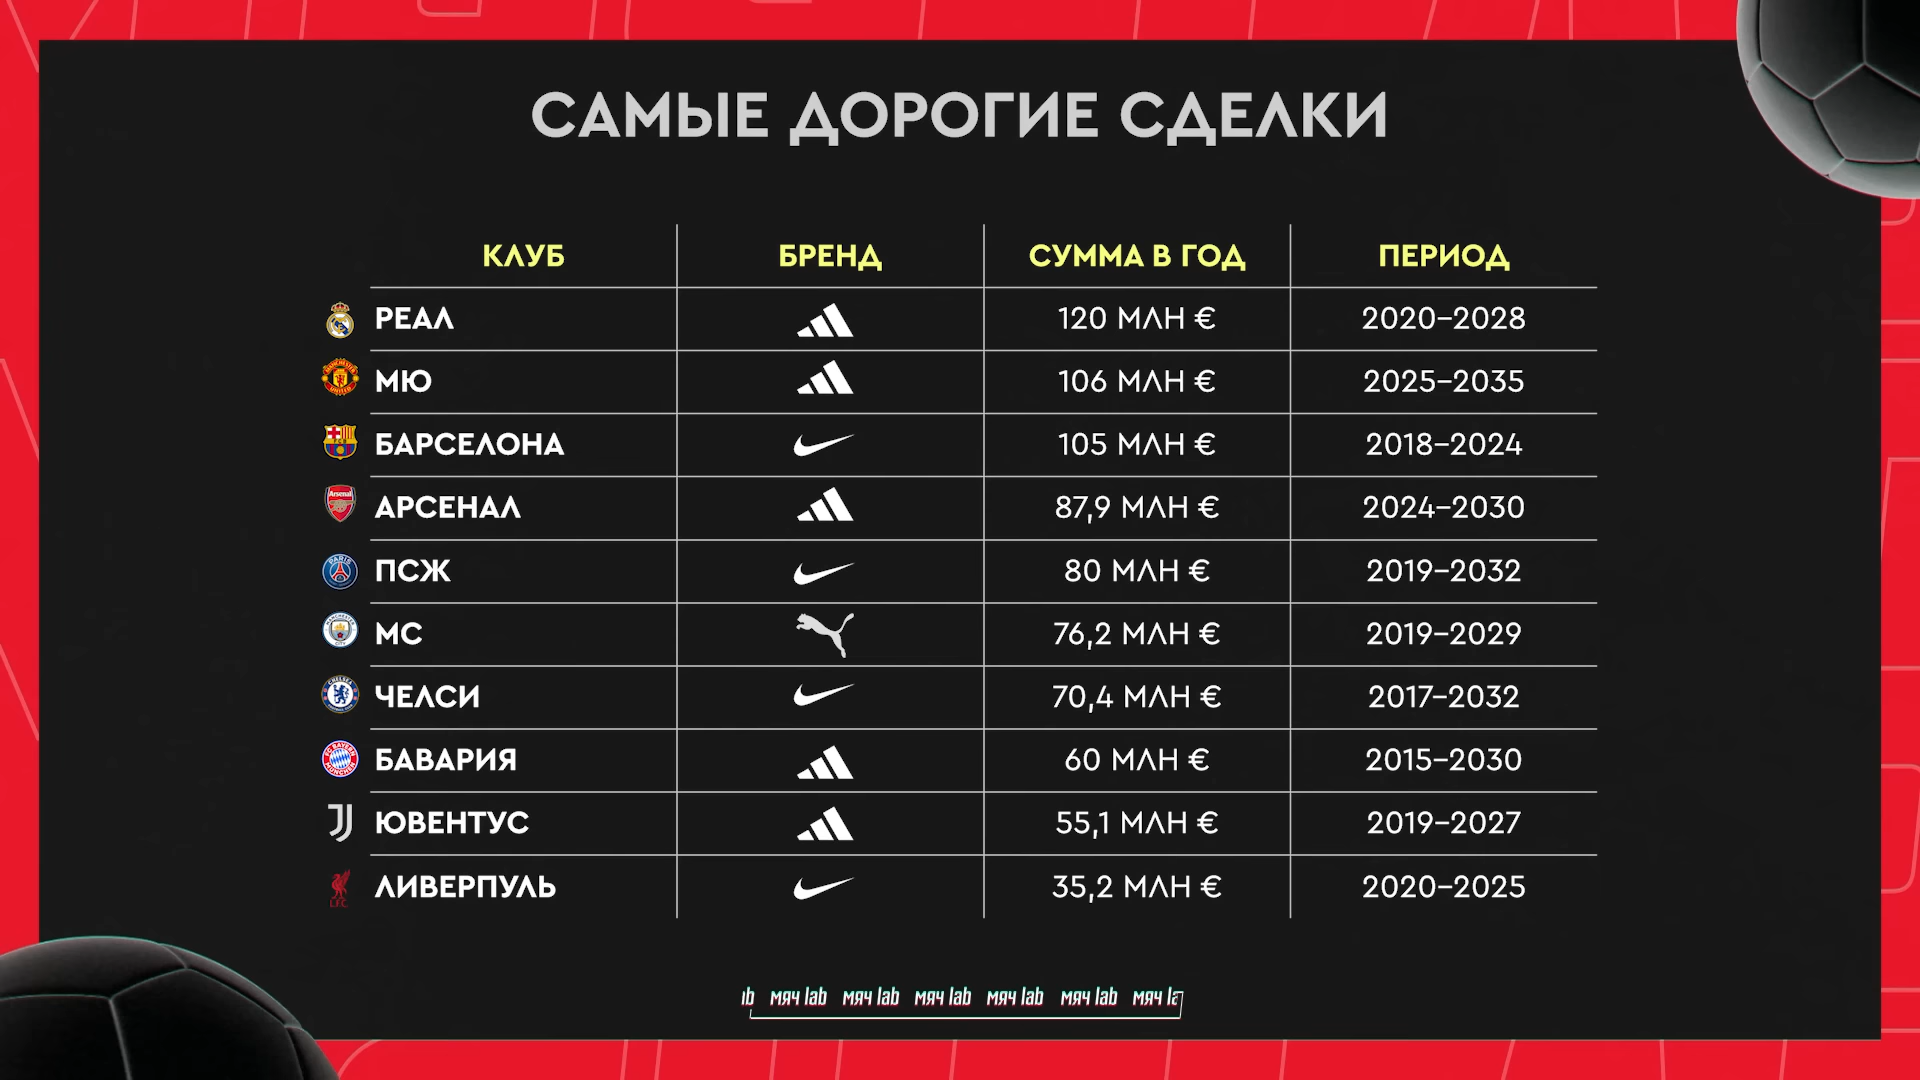 САМЫЕ ДОРОГИЕ СДЕЛКИ
КЛУБ БРЕНД СУММА В ГОД ПЕРИОД
РЕАЛ 120 МЛН € 2020–2028
МЮ 106 МЛН € 2025–2035
БАРСЕЛОНА 105 МЛН € 2018–2024
АРСЕНАЛ 87,9 МЛН € 2024–2030
ПСЖ 80 МЛН € 2019–2032
МС 76,2 МЛН € 2019–2029
ЧЕЛСИ 70,4 МЛН € 2017–2032
БАВАРИЯ 60 МЛН € 2015–2030
ЮВЕНТУС 55,1 МЛН € 2019–2027
ЛИВЕРПУЛЬ 35,2 МЛН € 2020–2025
мяч lab мяч lab мяч lab мяч lab мяч lab мяч